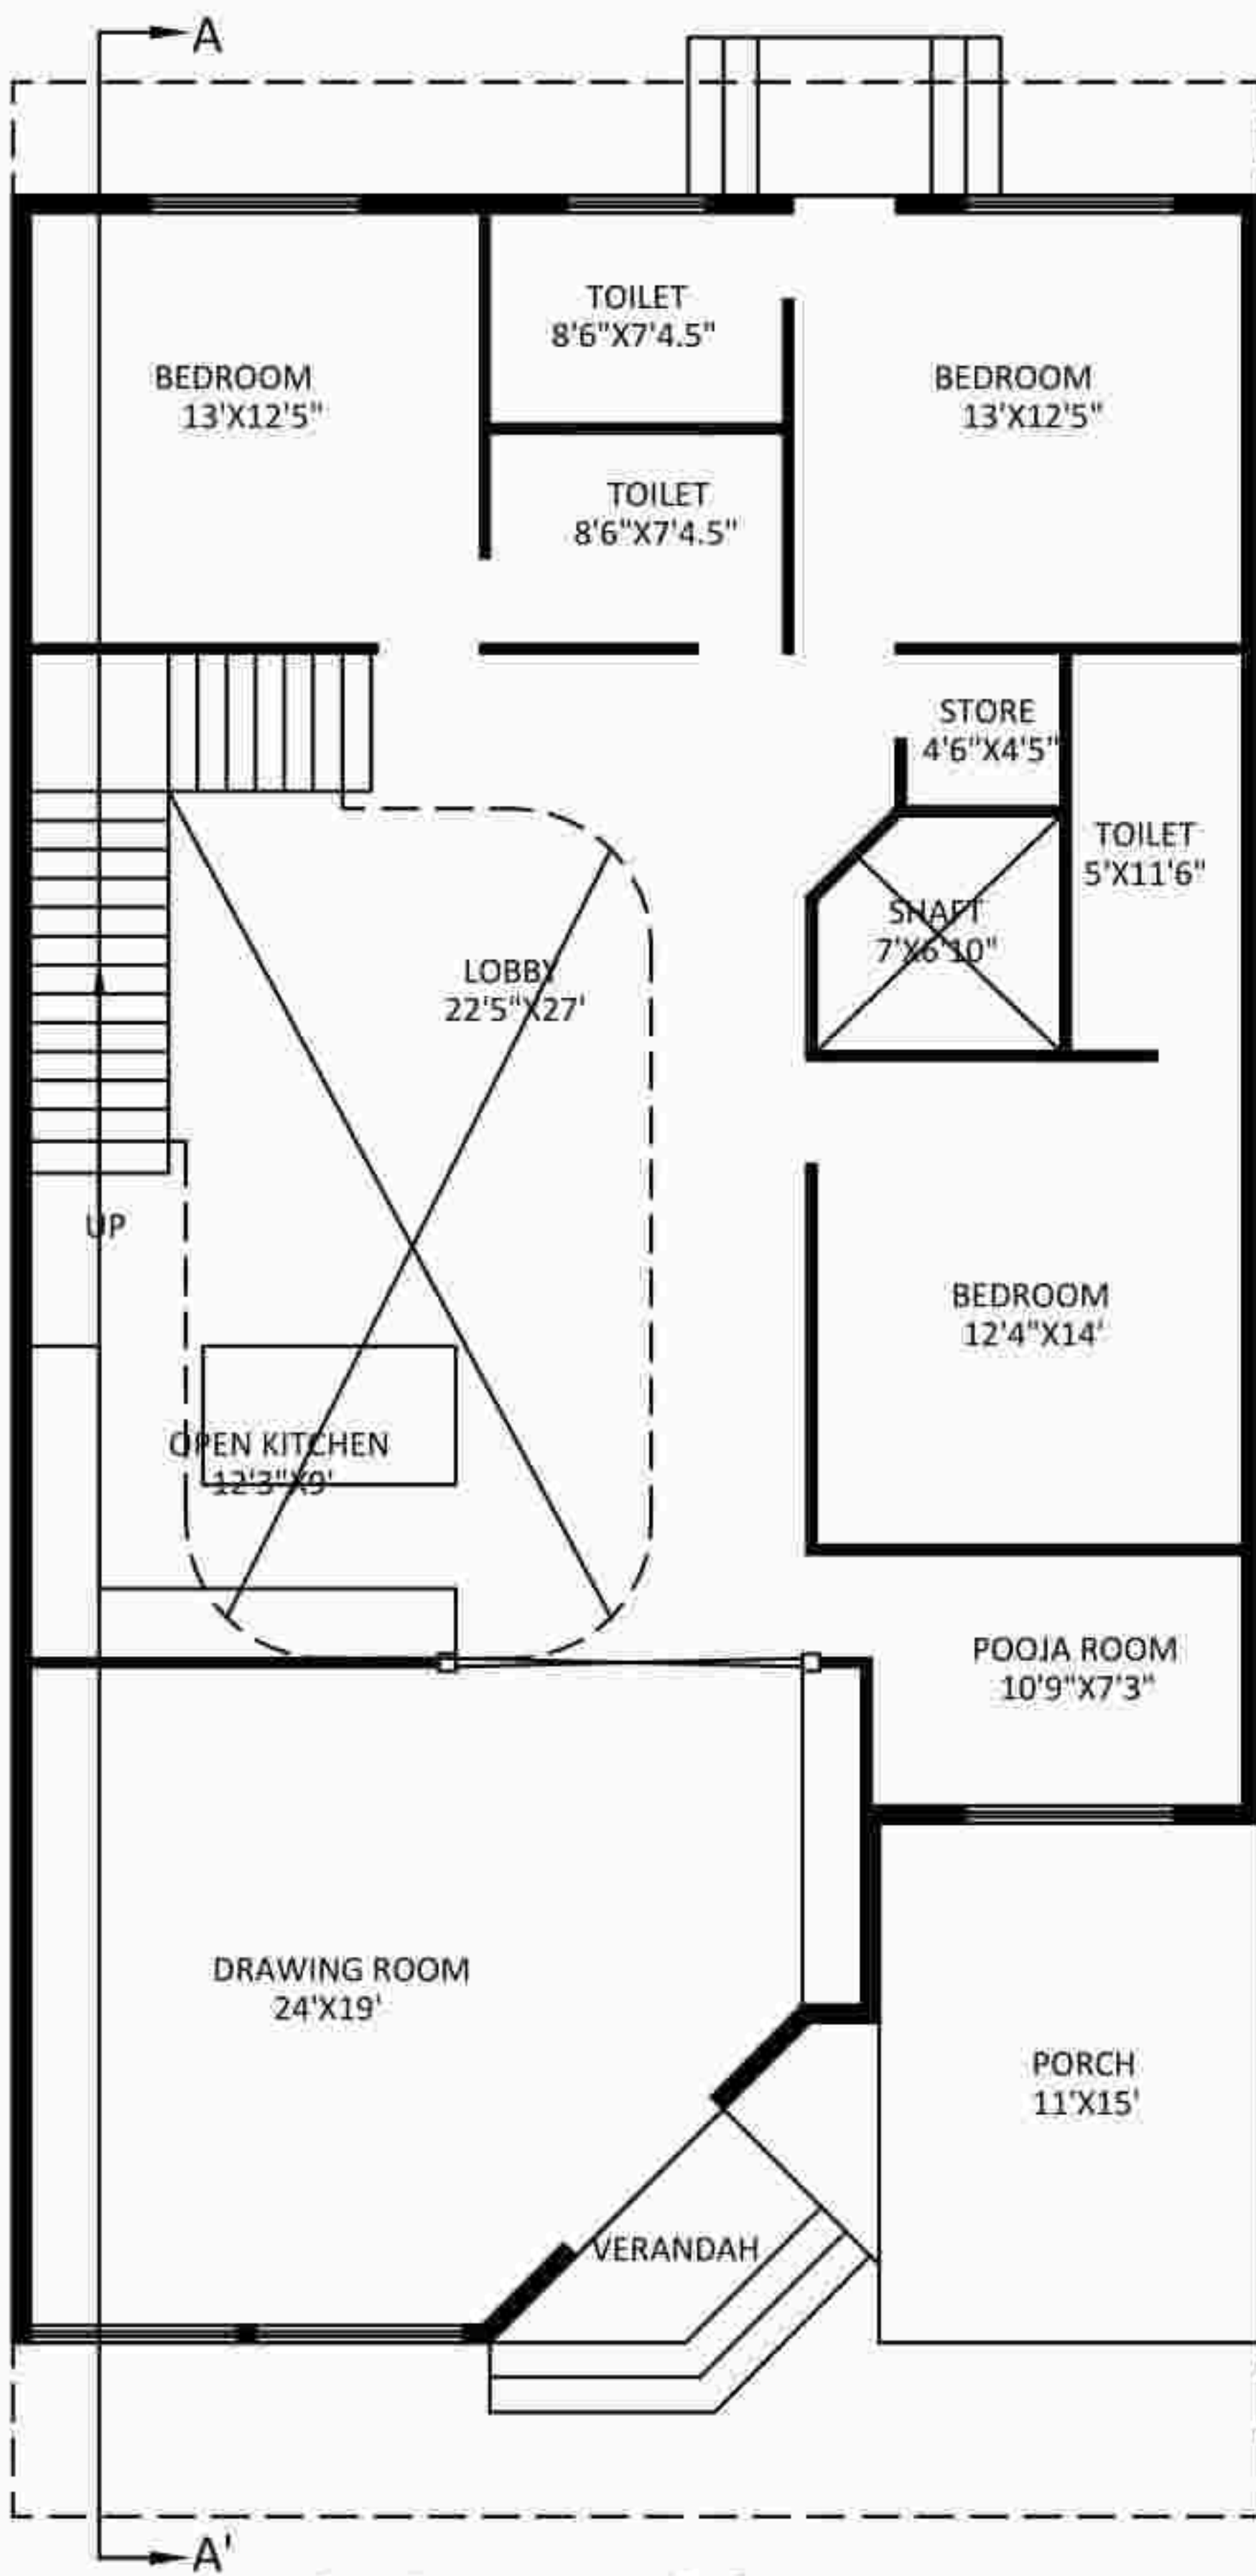 A
TOILET
8'6"X7'4.5"
BEDROOM
13'X12'5"
BEDROOM
13'X12'5"
TOILET
8'6"X7'4.5"
STORE
4'6"X4'5"
TOILET
5'X11'6"
SHAFT
7'X6'10"
LOBBY
22'5"X27'
UP
BEDROOM
12'4"X14'
OPEN KITCHEN
12'3"X9'
POOJA ROOM
10'9"X7'3"
DRAWING ROOM
24'X19'
PORCH
11'X15'
VERANDAH
A'